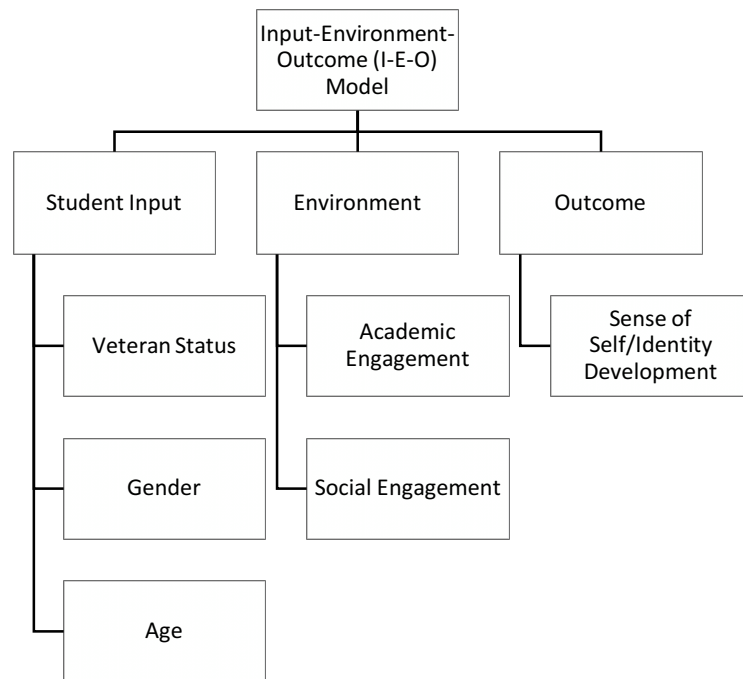 Input-Environment-
Outcome (I-E-O)
Model
Student Input
Environment
Outcome
Veteran Status
Academic
Engagement
Sense of
Self/Identity
Development
Gender
Social Engagement
Age